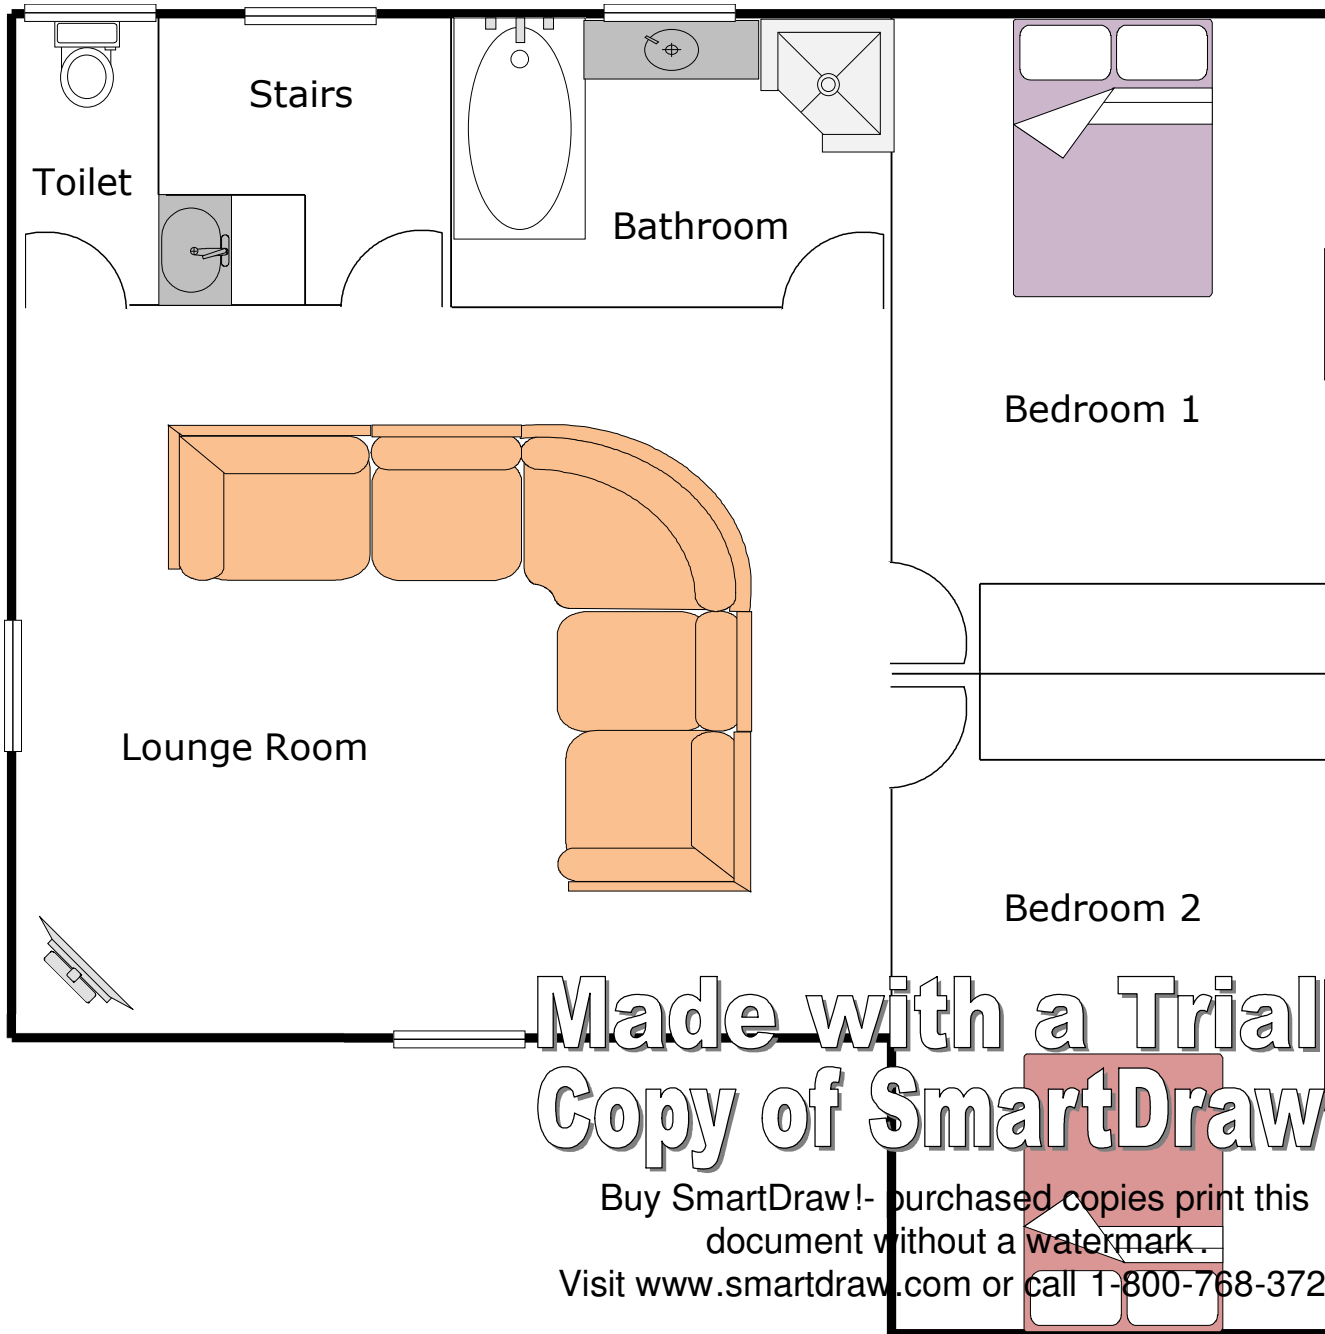 Stairs
Toilet
Bathroom
Bedroom 1
Lounge Room
Bedroom 2
Made with a Trial
Copy of SmartDraw
Buy SmartDraw!- purchased copies print this
document without a watermark.
Visit www.smartdraw.com or call 1-800-768-372